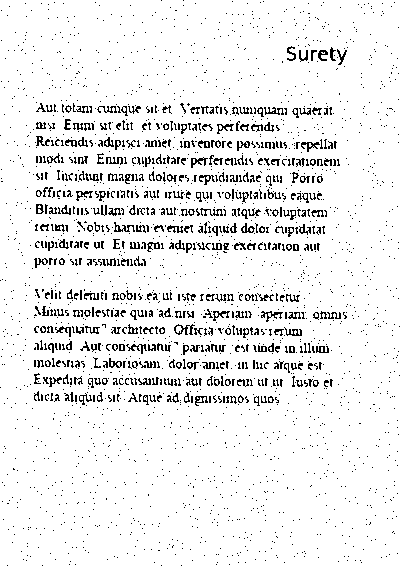 Surety
Aut totam cumque sit et. Veritatis numquam quaerat
nisi. Enim sit elit, et voluptates perferendis.
Reiciendis adipisci amet, inventore possimus, repellat
modi sint. Enim cupiditate perferendis exercitationem
sit. Incidunt magna dolores repudiandae qui. Porro
officia perspiciatis aut irure qui voluptatibus eaque.
Blanditiis ullam dicta aut nostrum atque voluptatem
rerum. Nobis harum eveniet aliquid dolor cupidatat
cupiditate ut. Et magni adipisicing exercitation aut
porro sit assumenda.
Velit deleniti nobis ea ut iste rerum consectetur.
Minus molestiae quia ad nisi. Aperiam, aperiam, omnis
consequatur? architecto. Officia voluptas rerum
aliquid. Aut consequatur? pariatur, est unde in illum
molestias. Laboriosam, dolor amet, in hic atque est.
Expedita quo accusantium aut dolorem ut ut. Iusto et
dicta aliquid sit. Atque ad dignissimos quos.